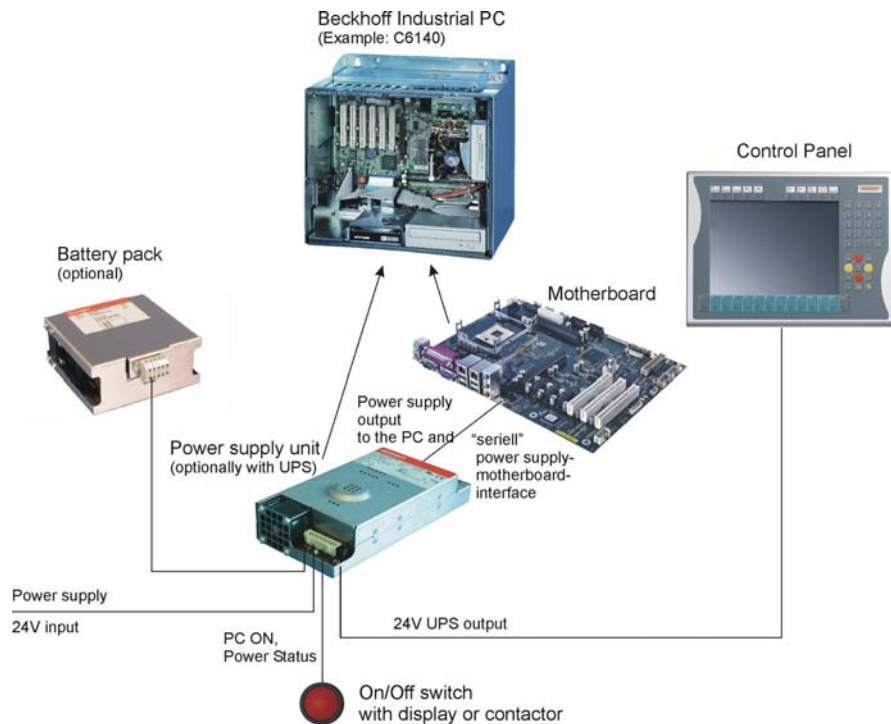 Beckhoff Industrial PC
(Example: C6140)
Control Panel
Battery pack
(optional)
Motherboard
Power supply
output
to the PC and
"seriell"
power supply-
motherboard-
interface
Power supply unit
(optionally with UPS)
Power supply
24V input
PC ON,
Power Status
24V UPS output
On/Off switch
with display or contactor